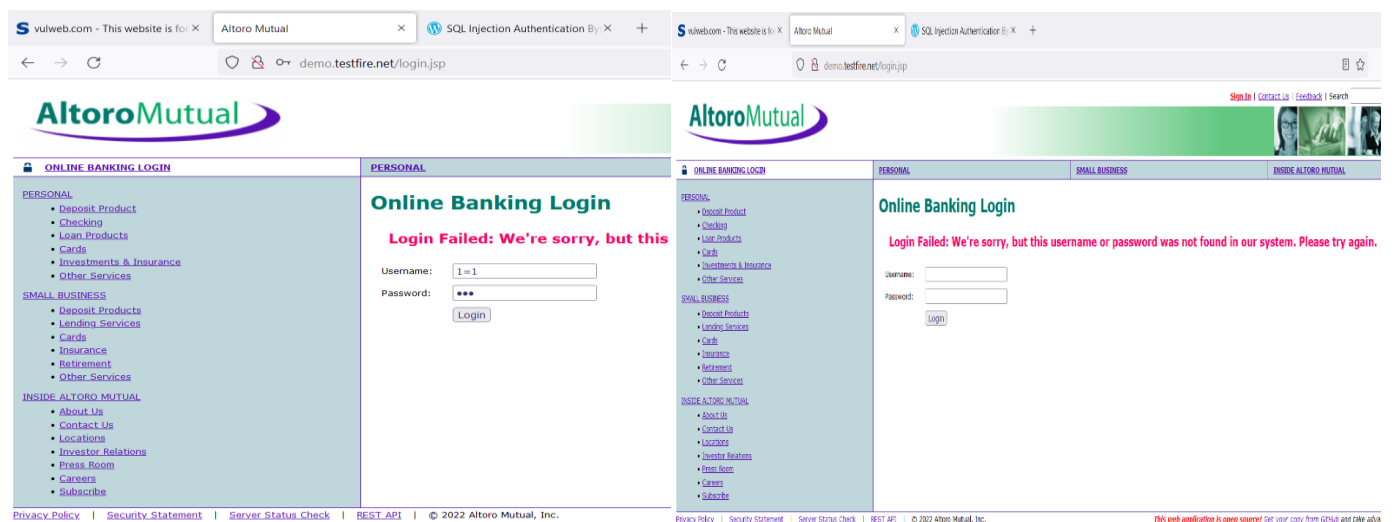 vulweb.com - This website is for
Altoro Mutual
SQL Injection Authentication By
demo.testfire.net/login.jsp
AltoroMutual
ONLINE BANKING LOGIN
PERSONAL
PERSONAL
Deposit Product
Checking
Loan Products
Cards
Investments & Insurance
Other Services
SMALL BUSINESS
Deposit Products
Lending Services
Cards
Insurance
Retirement
Other Services
INSIDE ALTORO MUTUAL
About Us
Contact Us
Locations
Investor Relations
Press Room
Careers
Subscribe
Online Banking Login
Login Failed: We're sorry, but this
Username: 1=1
Password: •••
Login
Privacy Policy | Security Statement | Server Status Check | REST API | © 2022 Altoro Mutual, Inc.
vulweb.com - This website is for
Altoro Mutual
SQL Injection Authentication By
demo.testfire.net/login.jsp
Sign In | Contact Us | Feedback | Search
AltoroMutual
ONLINE BANKING LOGIN
PERSONAL
SMALL BUSINESS
INSIDE ALTORO MUTUAL
PERSONAL
Deposit Product
Checking
Loan Products
Cards
Investments & Insurance
Other Services
SMALL BUSINESS
Deposit Products
Lending Services
Cards
Insurance
Retirement
Other Services
INSIDE ALTORO MUTUAL
About Us
Contact Us
Locations
Investor Relations
Press Room
Careers
Subscribe
Online Banking Login
Login Failed: We're sorry, but this username or password was not found in our system. Please try again.
Username:
Password:
Login
Privacy Policy | Security Statement | Server Status Check | REST API | © 2022 Altoro Mutual, Inc.
This web application is open source! Get your copy from GitHub and take adva